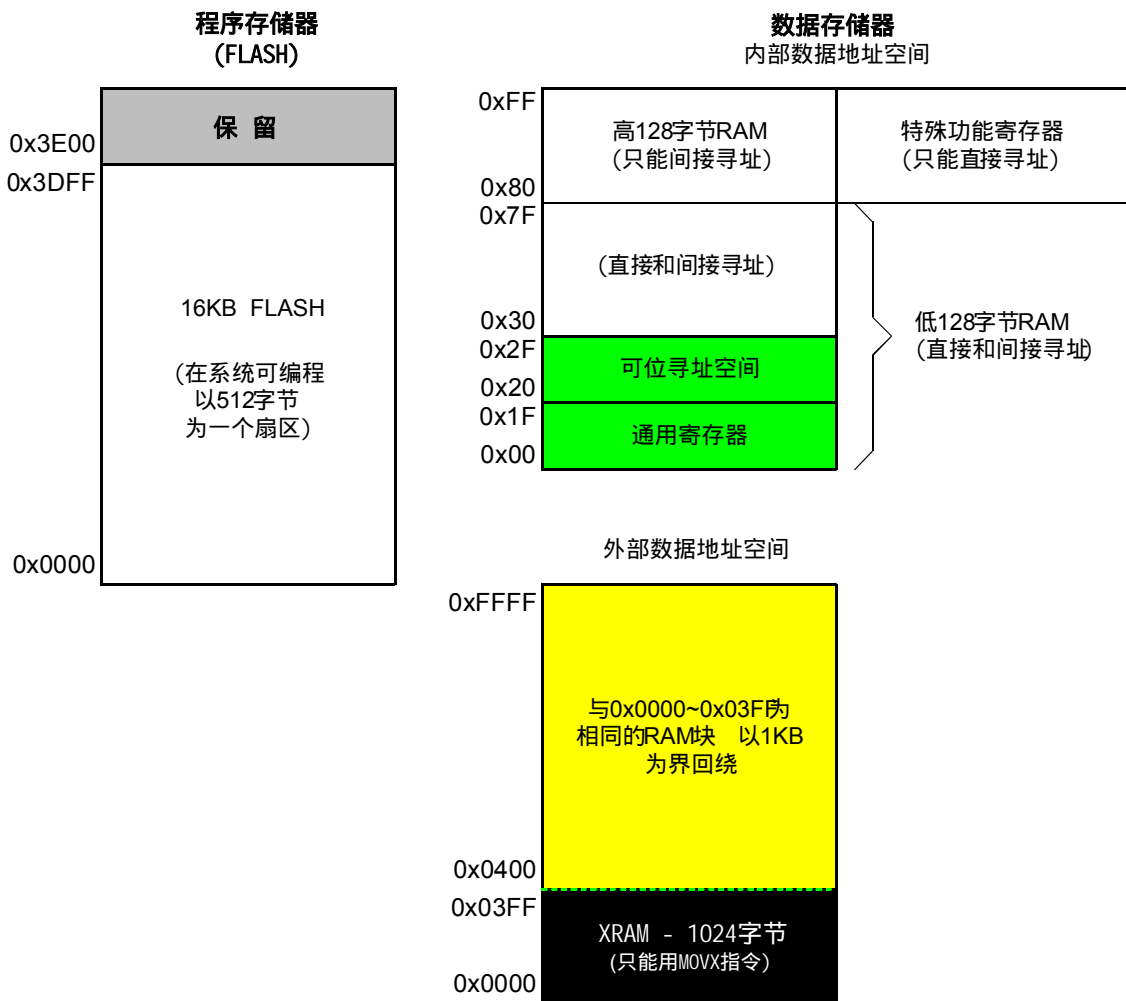 程序存储器
(FLASH)
保 留
0x3E00
0x3DFF
16KB FLASH
(在系统可编程
以512字节
为一个扇区)
0x0000
数据存储器
内部数据地址空间
0xFF
高128字节RAM
(只能间接寻址)
特殊功能寄存器
(只能直接寻址)
0x80
0x7F
(直接和间接寻址)
0x30
低128字节RAM
(直接和间接寻址)
0x2F
可位寻址空间
0x20
0x1F
通用寄存器
0x00
外部数据地址空间
0xFFFF
与0x0000~0x03FF为
相同的RAM块 以1KB
为界回绕
0x0400
0x03FF
XRAM - 1024字节
(只能用MOVX指令)
0x0000